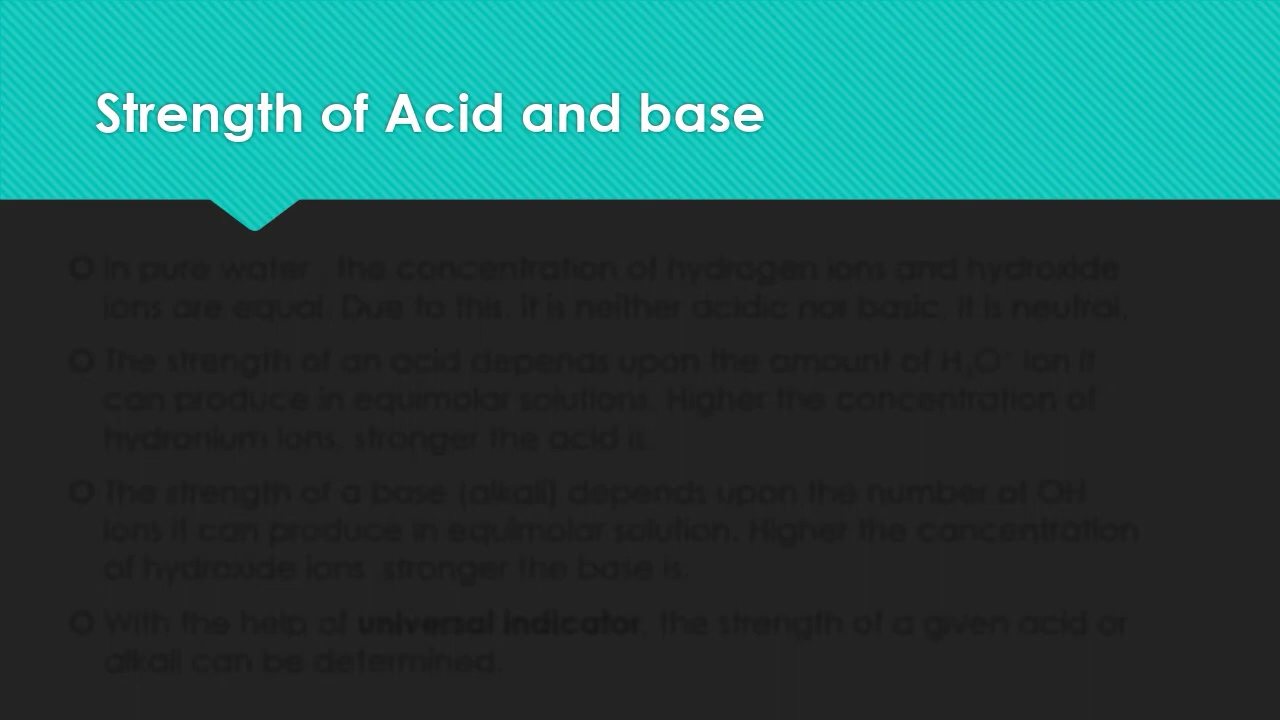 Strength of Acid and base
In pure water , the concentration of hydrogen ions and hydroxide
ions are equal. Due to this, it is neither acidic nor basic. It is neutral.
The strength of an acid depends upon the amount of H₃O⁺ ion it
can produce in equimolar solutions. Higher the concentration of
hydronium ions, stronger the acid is.
The strength of a base (alkali) depends upon the number of OH
ions it can produce in equimolar solution. Higher the concentration
of hydroxide ions stronger the base is.
With the help of universal indicator, the strength of a given acid or
alkali can be determined.